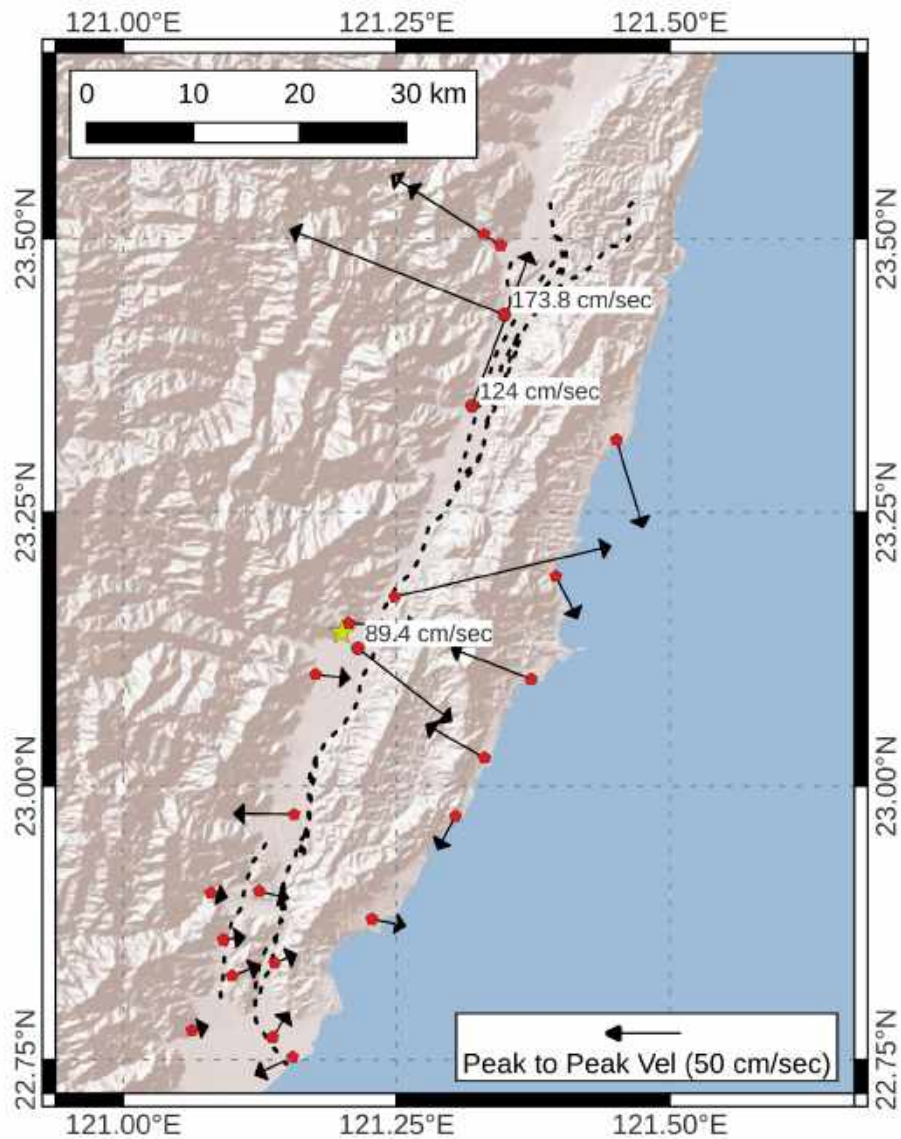 121.00°E 121.25°E 121.50°E
0 10 20 30 km
23.50°N 23.50°N
173.8 cm/sec
124 cm/sec
23.25°N 23.25°N
89.4 cm/sec
23.00°N 23.00°N
22.75°N 22.75°N
Peak to Peak Vel (50 cm/sec)
121.00°E 121.25°E 121.50°E